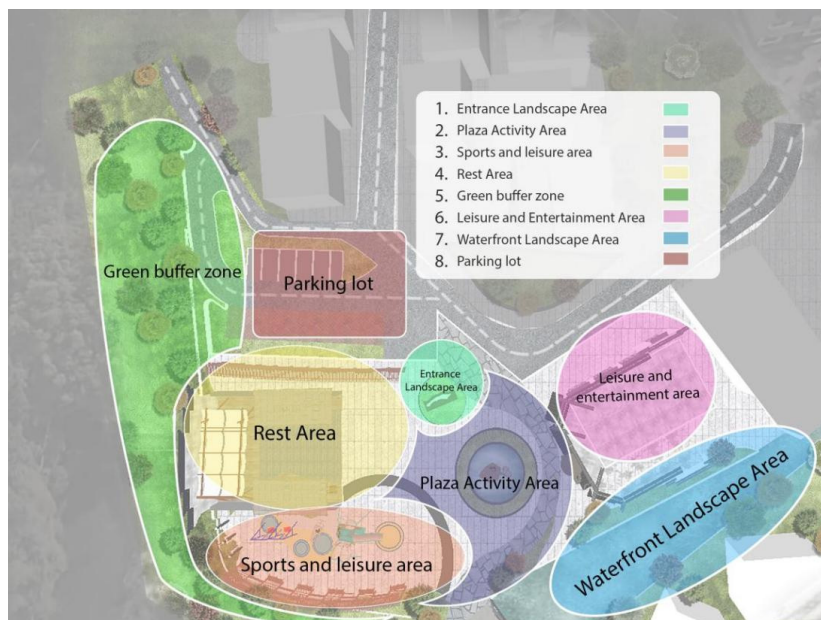 1. Entrance Landscape Area
2. Plaza Activity Area
3. Sports and leisure area
4. Rest Area
5. Green buffer zone
6. Leisure and Entertainment Area
7. Waterfront Landscape Area
8. Parking lot
Green buffer zone
Parking lot
Entrance
Landscape Area
Leisure and
entertainment area
Rest Area
Plaza Activity Area
Waterfront Landscape Area
Sports and leisure area